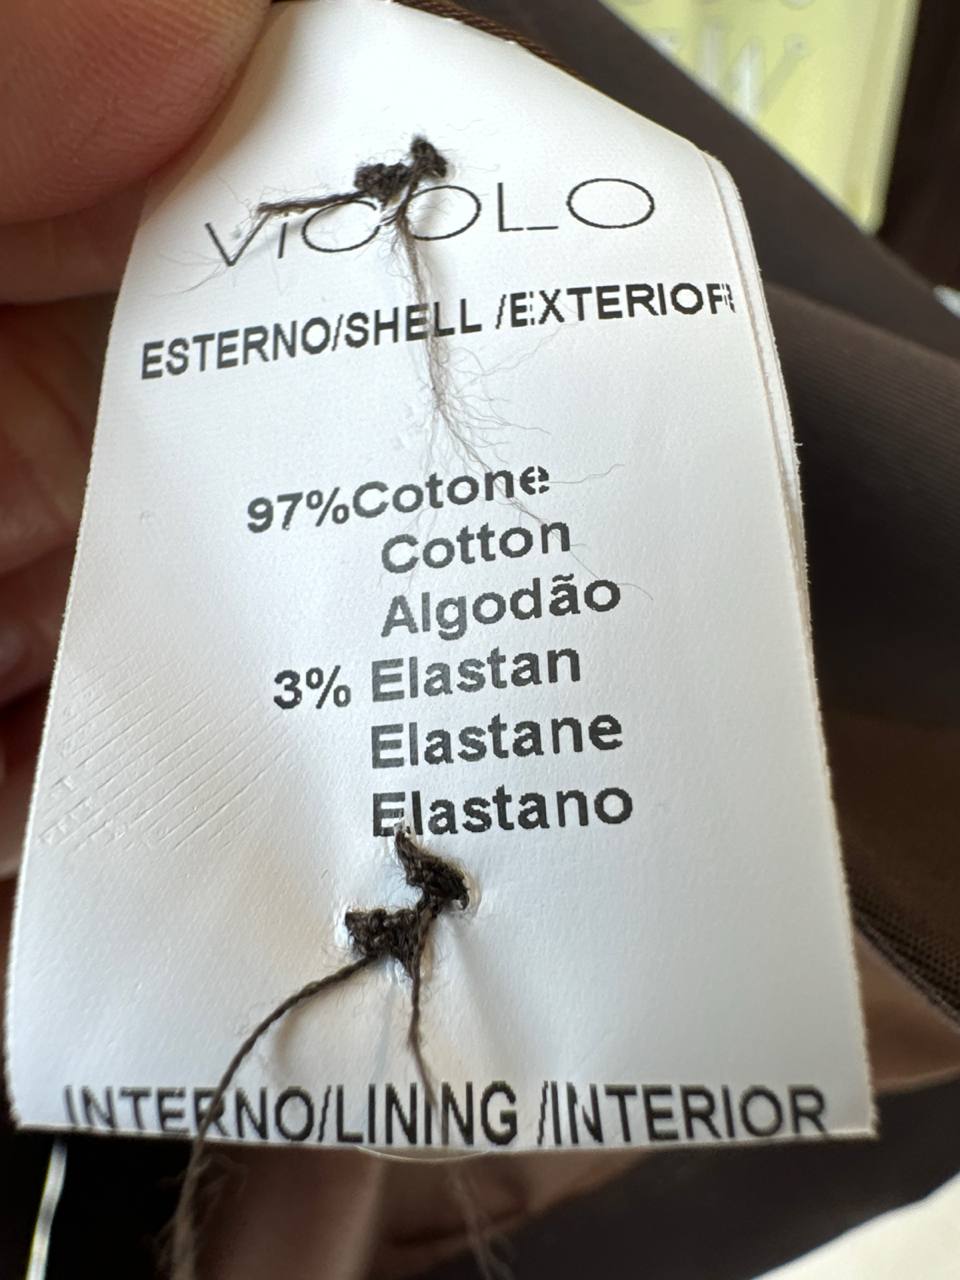 VICOLO
ESTERNO/SHELL /EXTERIOR
97%Cotone
Cotton
Algodão
3% Elastan
Elastane
Elastano
INTERNO/LINING /INTERIOR